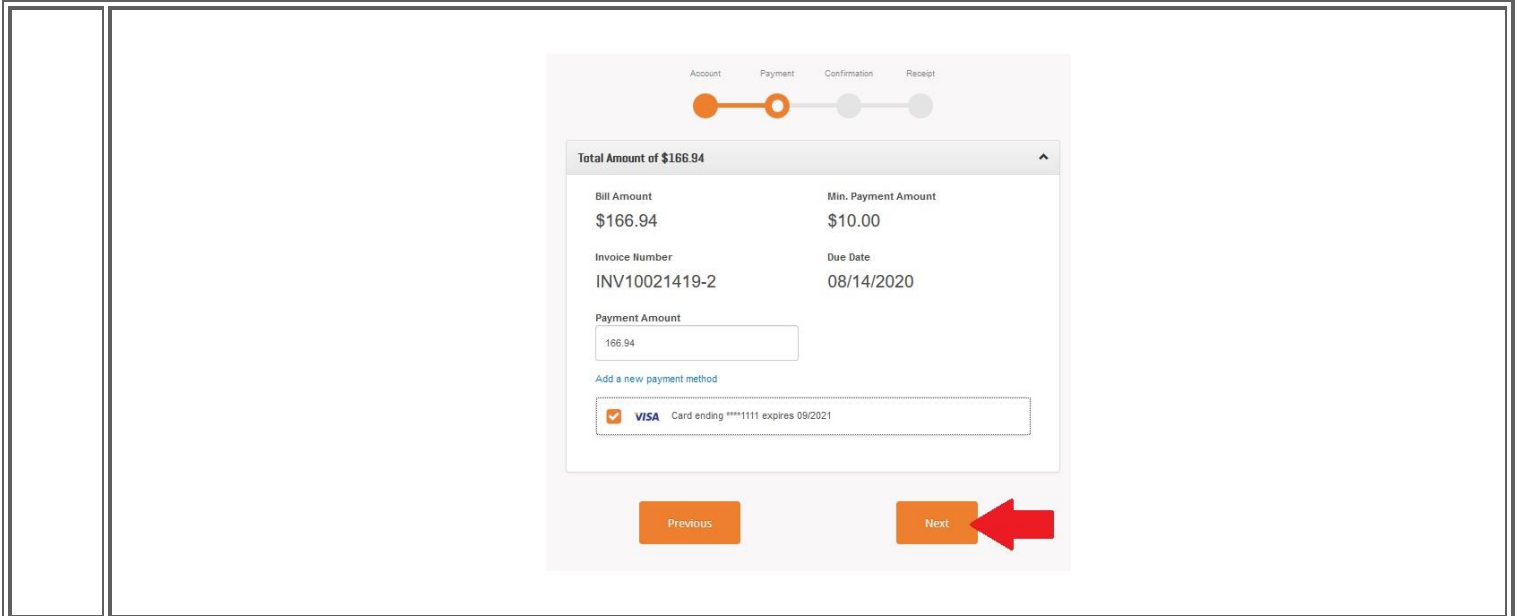 Account Payment Confirmation Receipt
Total Amount of $166.94
Bill Amount Min. Payment Amount
$166.94 $10.00
Invoice Number Due Date
INV10021419-2 08/14/2020
Payment Amount
166.94
Add a new payment method
VISA Card ending ****1111 expires 09/2021
Previous Next